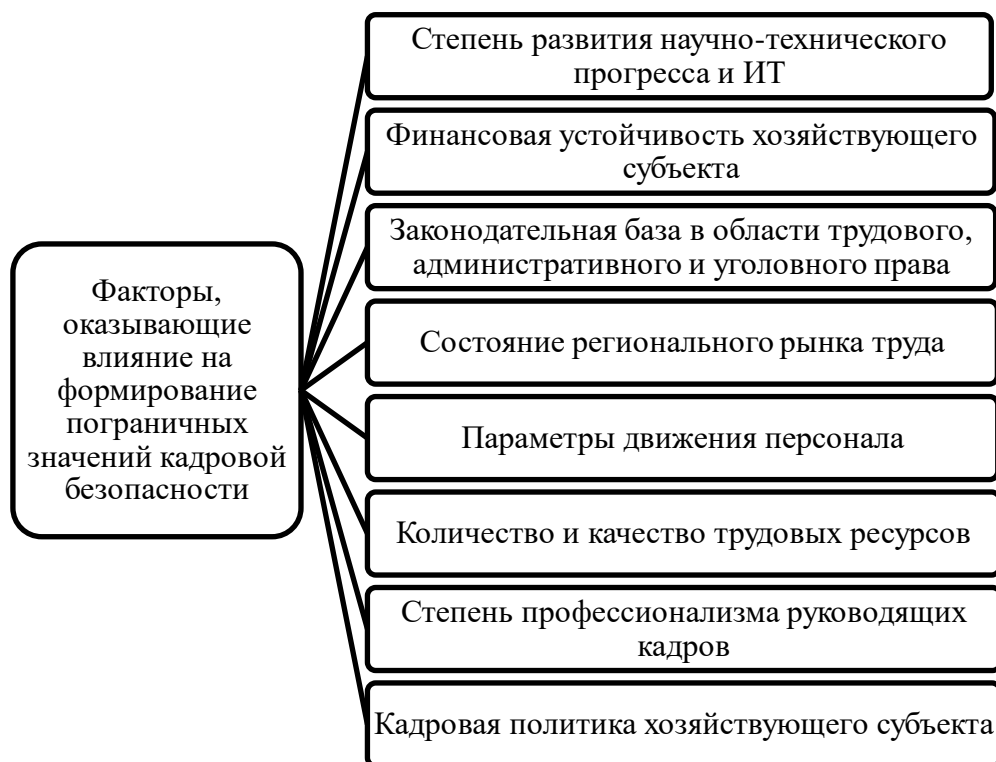 Факторы,
оказывающие
влияние на
формирование
пограничных
значений кадровой
безопасности
Степень развития научно-технического
прогресса и ИТ
Финансовая устойчивость хозяйствующего
субъекта
Законодательная база в области трудового,
административного и уголовного права
Состояние регионального рынка труда
Параметры движения персонала
Количество и качество трудовых ресурсов
Степень профессионализма руководящих
кадров
Кадровая политика хозяйствующего субъекта